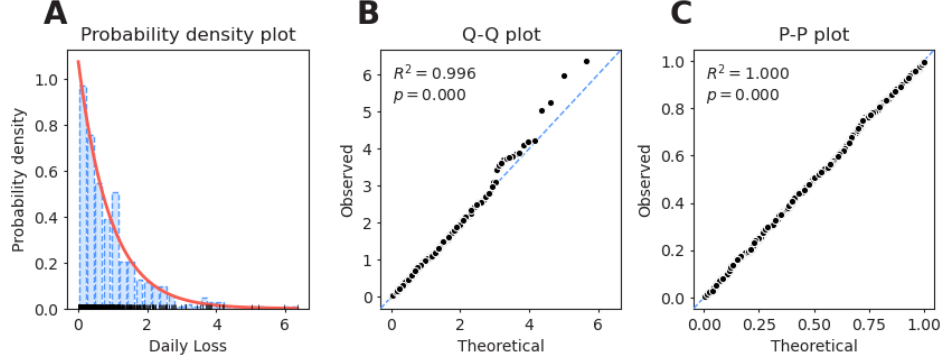 A
Probability density plot
Probability density
1.0
0.8
0.6
0.4
0.2
0.0
0
2
4
6
Daily Loss
B
Q-Q plot
R² = 0.996
p = 0.000
Observed
6
5
4
3
2
1
0
0
2
4
6
Theoretical
C
P-P plot
R² = 1.000
p = 0.000
Observed
1.0
0.8
0.6
0.4
0.2
0.0
0.00
0.25
0.50
0.75
1.00
Theoretical